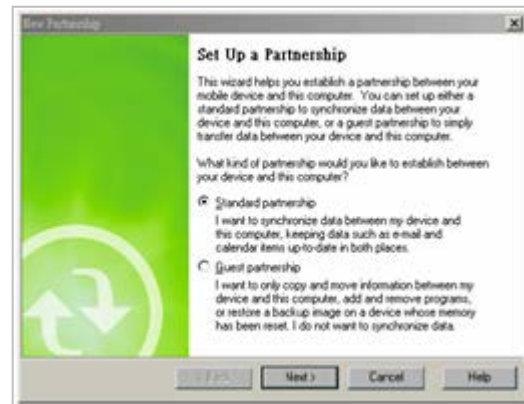 New Partnership
Set Up a Partnership
This wizard helps you establish a partnership between your
mobile device and this computer. You can set up either a
standard partnership to synchronize data between your
device and this computer, or a guest partnership to simply
transfer data between your device and this computer.
What kind of partnership would you like to establish between
your device and this computer?
Standard partnership
I want to synchronize data between my device and
this computer, keeping data such as e-mail and
calendar items up-to-date in both places.
Guest partnership
I want to only copy and move information between my
device and this computer, add and remove programs,
or restore a backup image on a device whose memory
has been reset. I do not want to synchronize data.
< Back
Next >
Cancel
Help